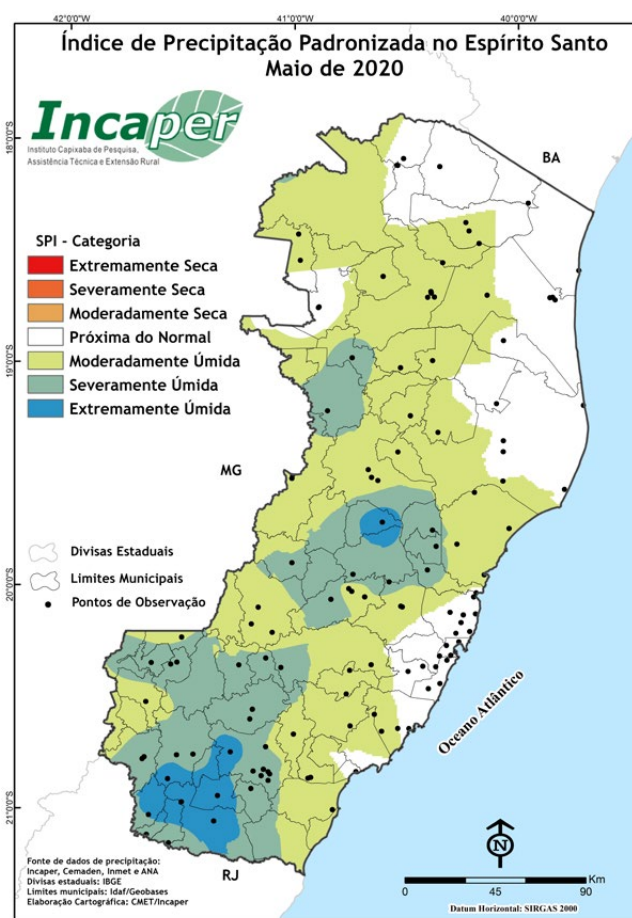 42°0'0"O
41°0'0"O
40°0'0"O
Índice de Precipitação Padronizada no Espírito Santo
Maio de 2020
Incaper
Instituto Capixaba de Pesquisa,
Assistência Técnica e Extensão Rural
18°0'0"S
BA
SPI - Categoria
Extremamente Seca
Severamente Seca
Moderadamente Seca
Próxima do Normal
Moderadamente Úmida
Severamente Úmida
Extremamente Úmida
19°0'0"S
MG
Divisas Estaduais
Limites Municipais
Pontos de Observação
20°0'0"S
Oceano Atlântico
21°0'0"S
RJ
N
Fonte de dados de precipitação:
Incaper, Cemaden, Inmet e ANA
Divisas estaduais: IBGE
Limites municipais: Idaf/Geobases
Elaboração Cartográfica: CMET/Incaper
Km
0 45 90
Datum Horizontal: SIRGAS 2000